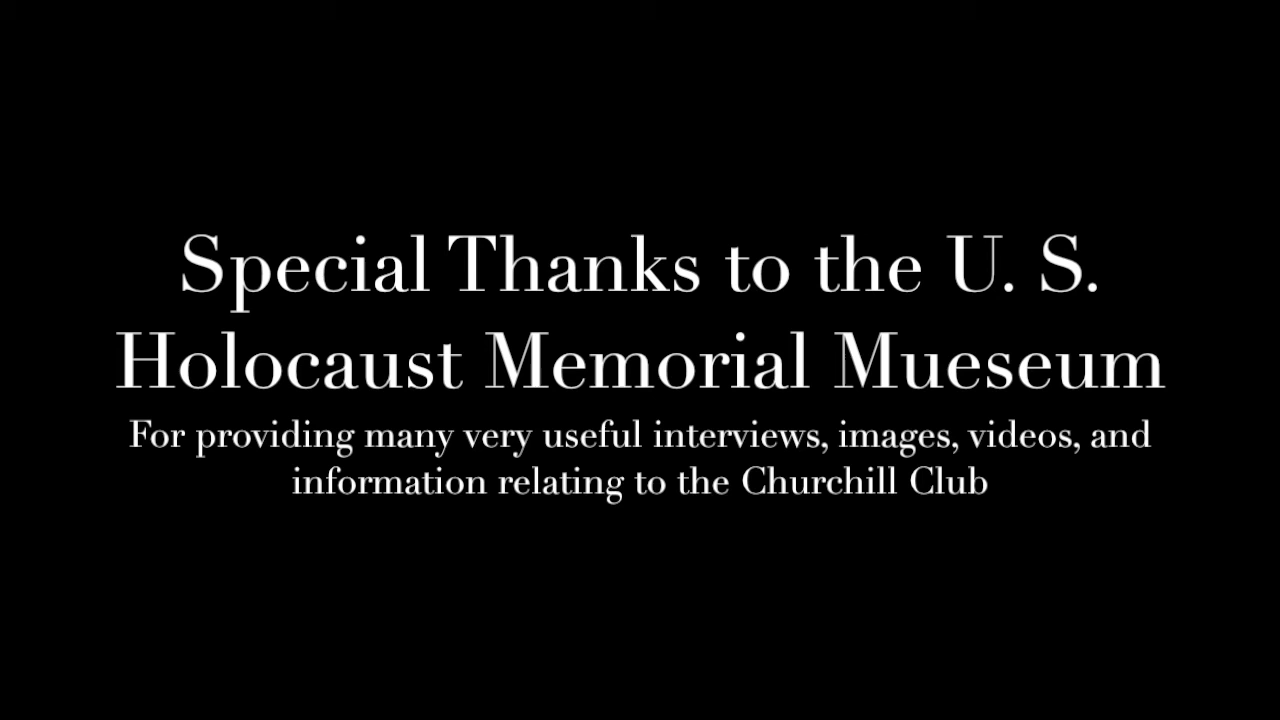 Special Thanks to the U. S.
Holocaust Memorial Mueseum
For providing many very useful interviews, images, videos, and
information relating to the Churchill Club